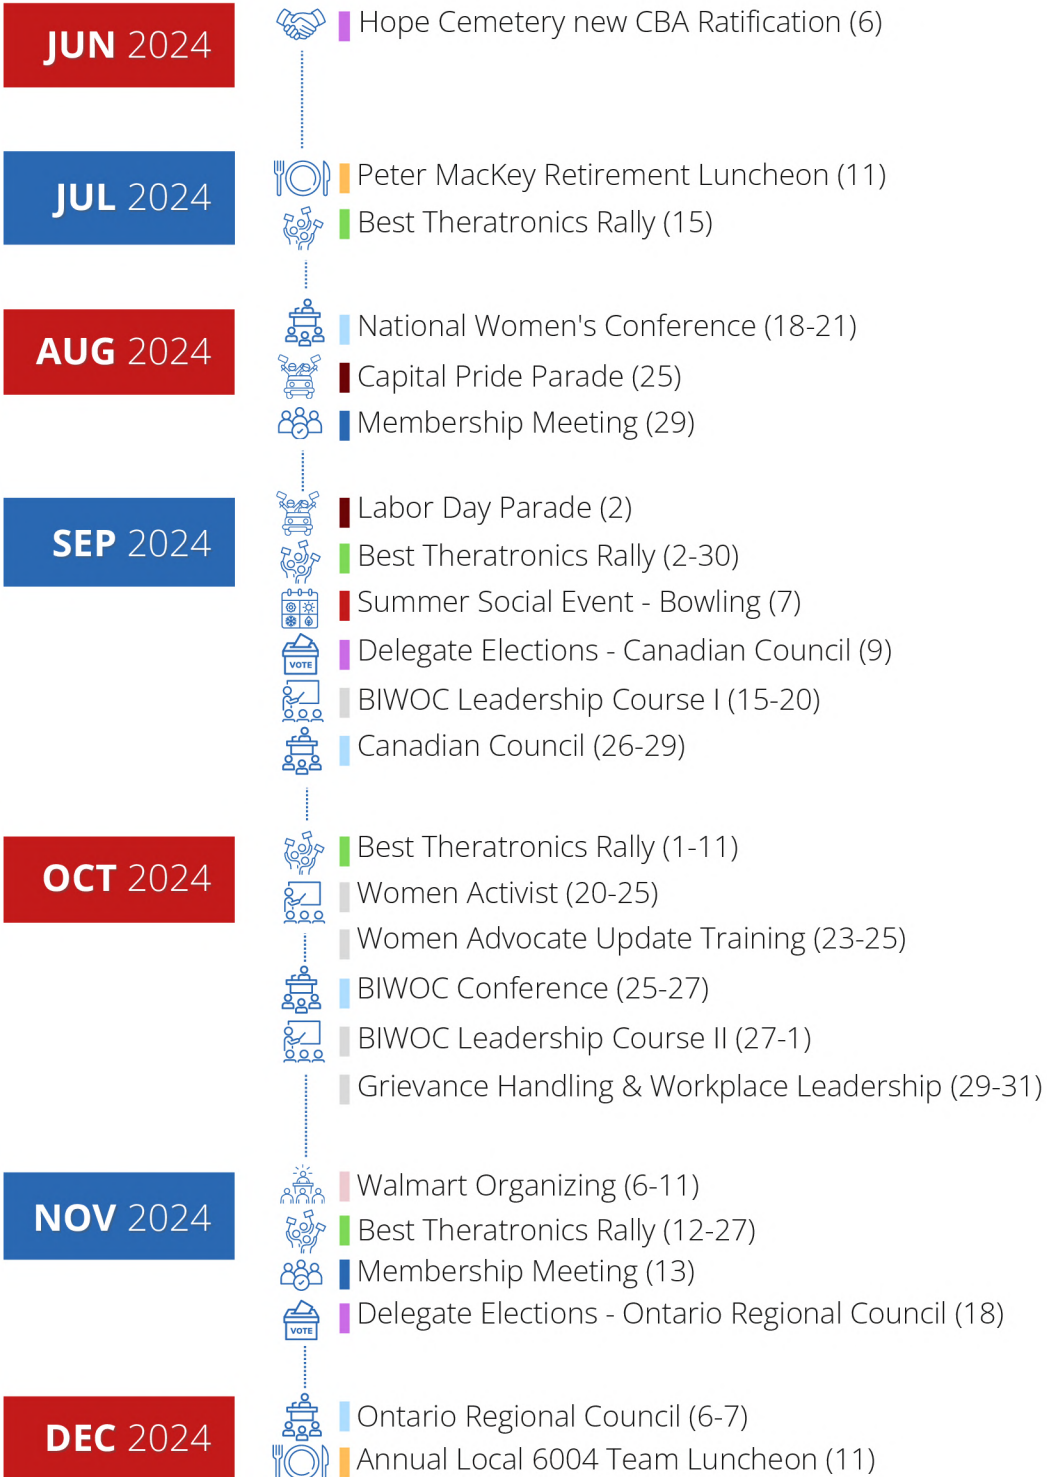 JUN 2024
Hope Cemetery new CBA Ratification (6)
JUL 2024
Peter MacKey Retirement Luncheon (11)
Best Theratronics Rally (15)
AUG 2024
National Women's Conference (18-21)
Capital Pride Parade (25)
Membership Meeting (29)
SEP 2024
Labor Day Parade (2)
Best Theratronics Rally (2-30)
Summer Social Event - Bowling (7)
VOTE
Delegate Elections - Canadian Council (9)
BIWOC Leadership Course I (15-20)
Canadian Council (26-29)
OCT 2024
Best Theratronics Rally (1-11)
Women Activist (20-25)
Women Advocate Update Training (23-25)
BIWOC Conference (25-27)
BIWOC Leadership Course II (27-1)
Grievance Handling & Workplace Leadership (29-31)
NOV 2024
Walmart Organizing (6-11)
Best Theratronics Rally (12-27)
Membership Meeting (13)
VOTE
Delegate Elections - Ontario Regional Council (18)
DEC 2024
Ontario Regional Council (6-7)
Annual Local 6004 Team Luncheon (11)